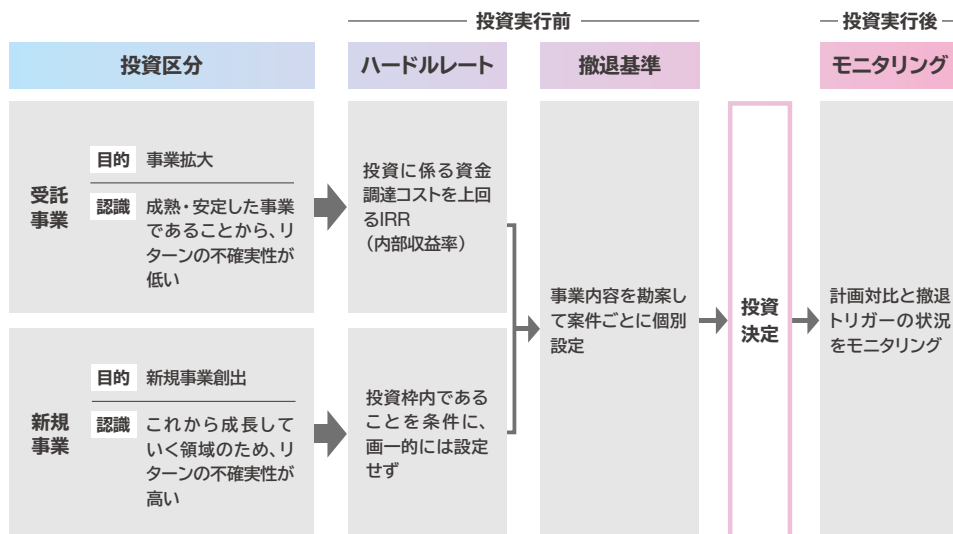 投資実行前
投資実行後
投資区分
ハードルレート
撤退基準
モニタリング
受託
事業
目的 事業拡大
認識 成熟・安定した事業
であることから、リ
ターンの不確実性が
低い
投資に係る資金
調達コストを上回
るIRR
（内部収益率）
新規
事業
目的 新規事業創出
認識 これから成長して
いく領域のため、リ
ターンの不確実性が
高い
投資枠内である
ことを条件に、
画一的には設定
せず
事業内容を勘案し
て案件ごとに個別
設定
投資
決定
計画対比と撤退
トリガーの状況
をモニタリング